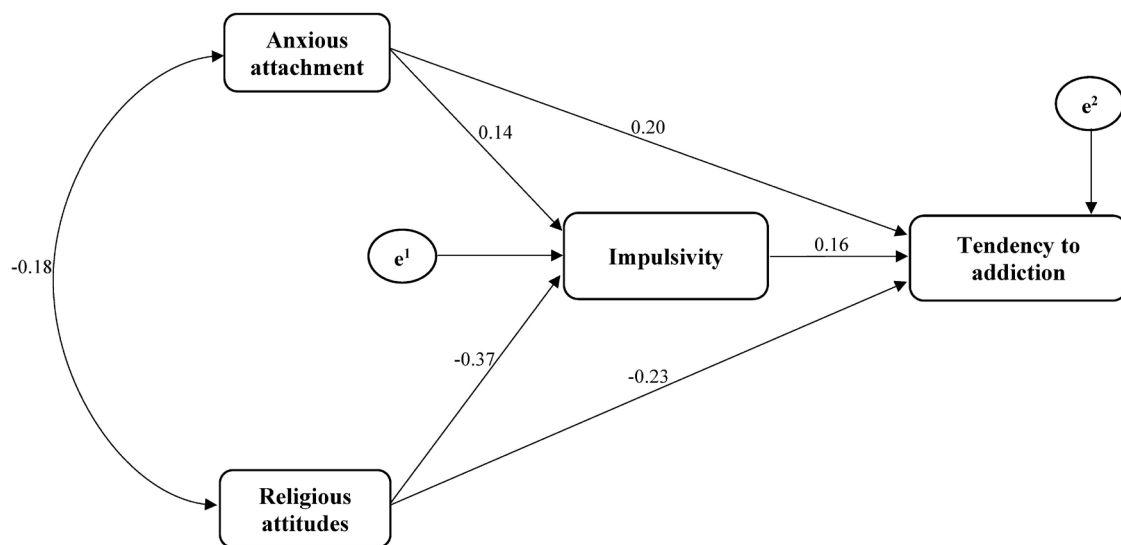 Anxious
attachment
e²
0.20
0.14
Impulsivity
0.16
Tendency to
addiction
e¹
-0.18
-0.37
-0.23
Religious
attitudes